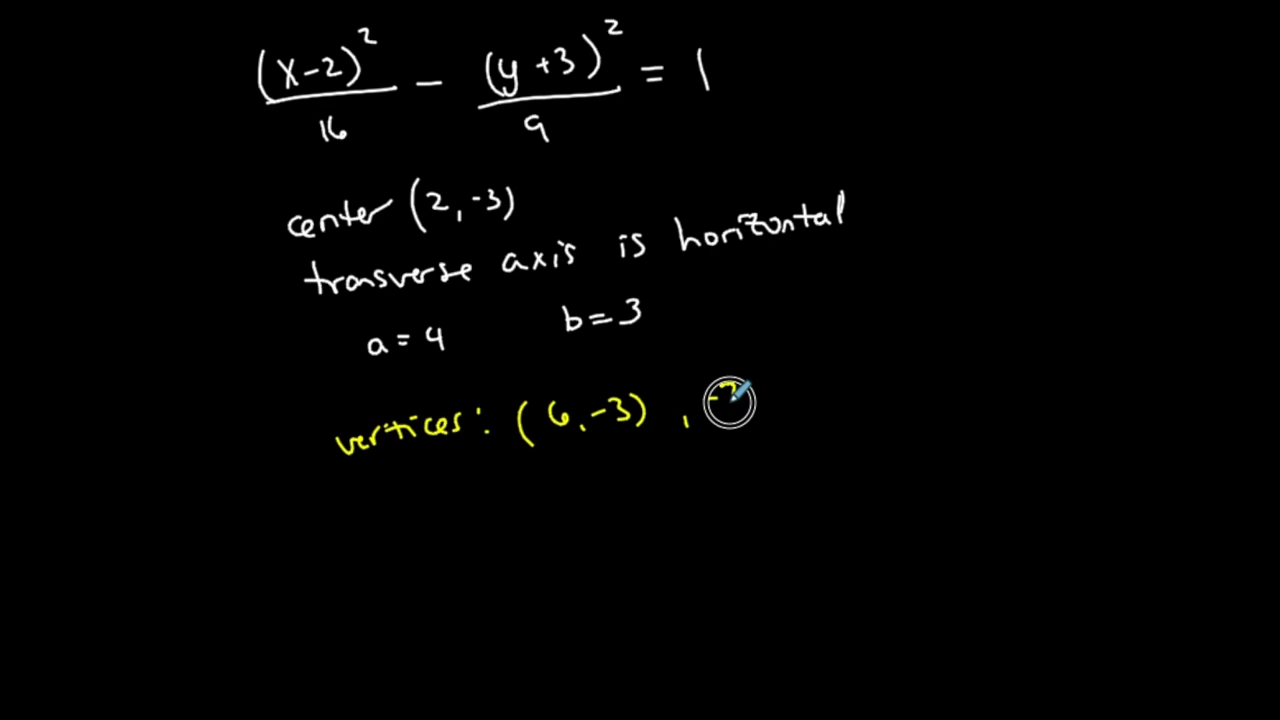 (x-2)² / 16 - (y+3)² / 9 = 1
center (2, -3)
transverse axis is horizontal
a = 4 b = 3
vertices: (6, -3) , -